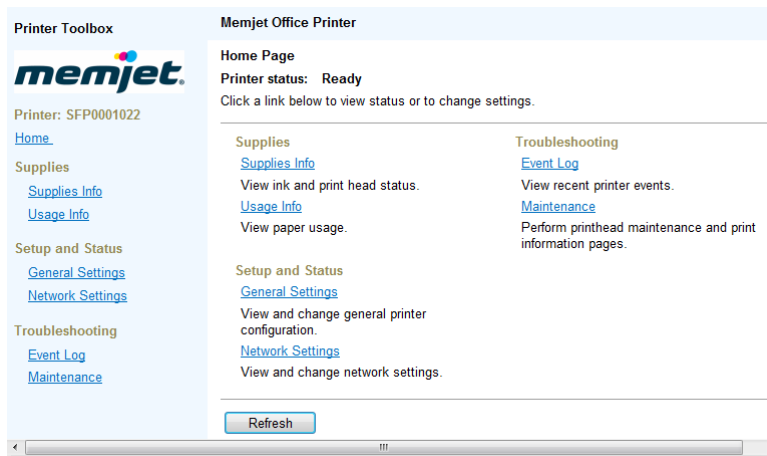 Printer Toolbox
memjet.
Printer: SFP0001022
Home
Supplies
Supplies Info
Usage Info
Setup and Status
General Settings
Network Settings
Troubleshooting
Event Log
Maintenance
Memjet Office Printer
Home Page
Printer status: Ready
Click a link below to view status or to change settings.
Supplies
Supplies Info
View ink and print head status.
Usage Info
View paper usage.
Setup and Status
General Settings
View and change general printer
configuration.
Network Settings
View and change network settings.
Troubleshooting
Event Log
View recent printer events.
Maintenance
Perform printhead maintenance and print
information pages.
Refresh